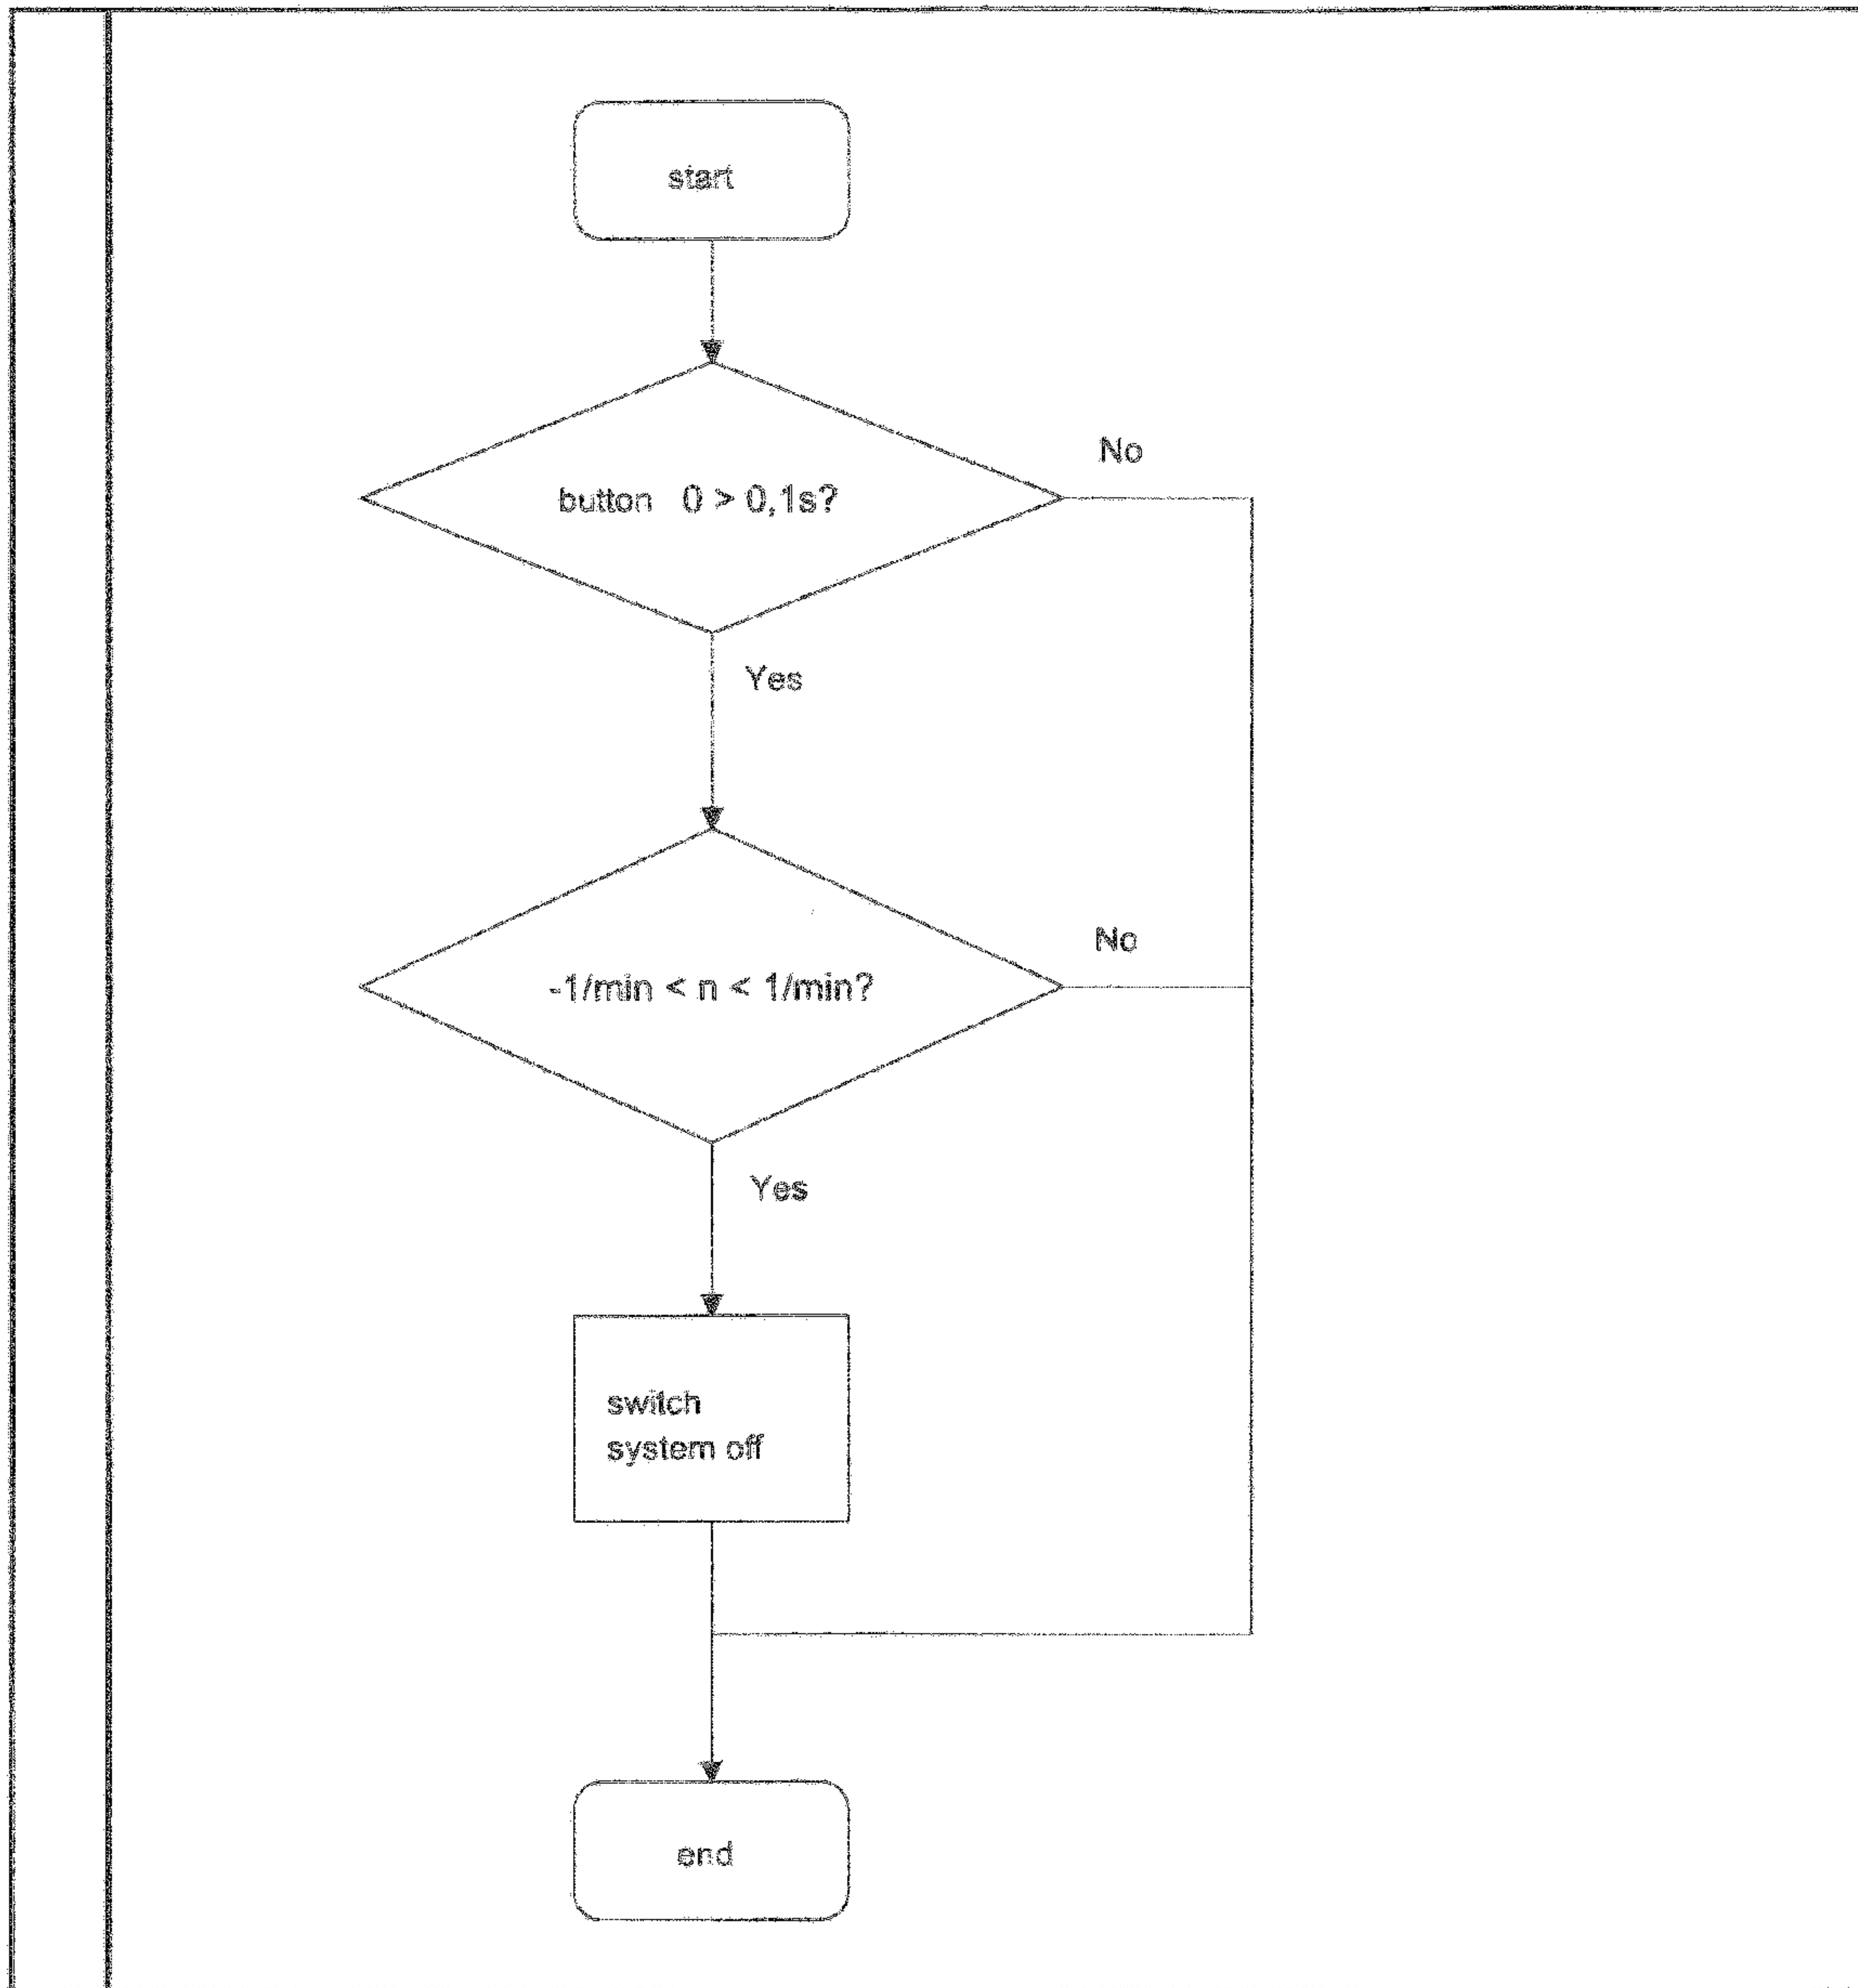 start
button 0 > 0,1s?
No
Yes
-1/min < n < 1/min?
No
Yes
switch
system off
end